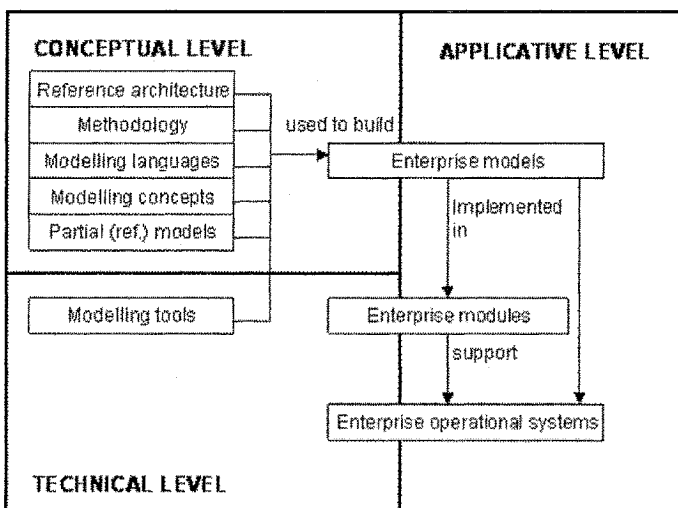 CONCEPTUAL LEVEL
Reference architecture
Methodology
Modelling languages
Modelling concepts
Partial (ref.) models
Modelling tools
TECHNICAL LEVEL
used to build
APPLICATIVE LEVEL
Enterprise models
Implemented
in
Enterprise modules
support
Enterprise operational systems